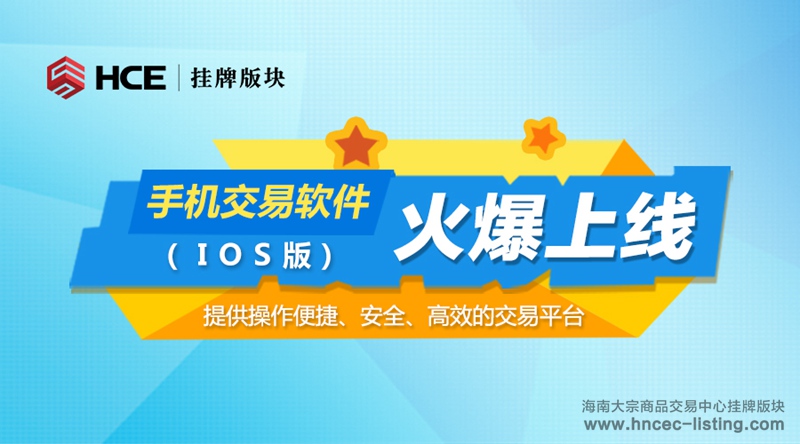 HCE | 挂牌版块
手机交易软件
（IOS版）
火爆上线
提供操作便捷、安全、高效的交易平台
海南大宗商品交易中心挂牌版块
www.hncec-listing.com